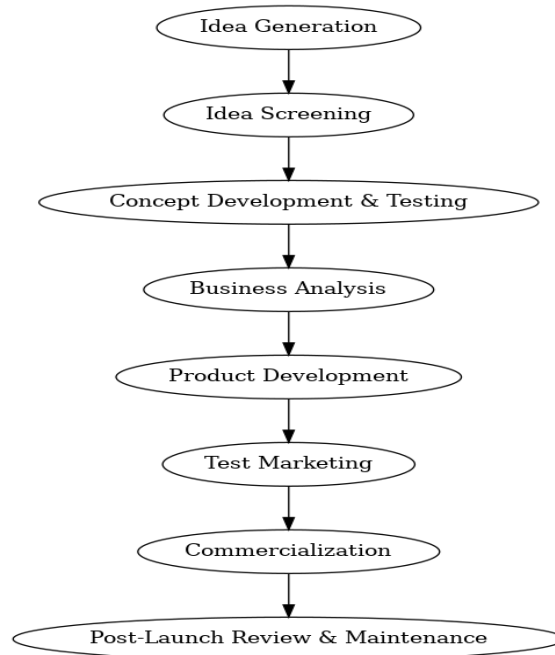 Idea Generation
Idea Screening
Concept Development & Testing
Business Analysis
Product Development
Test Marketing
Commercialization
Post-Launch Review & Maintenance